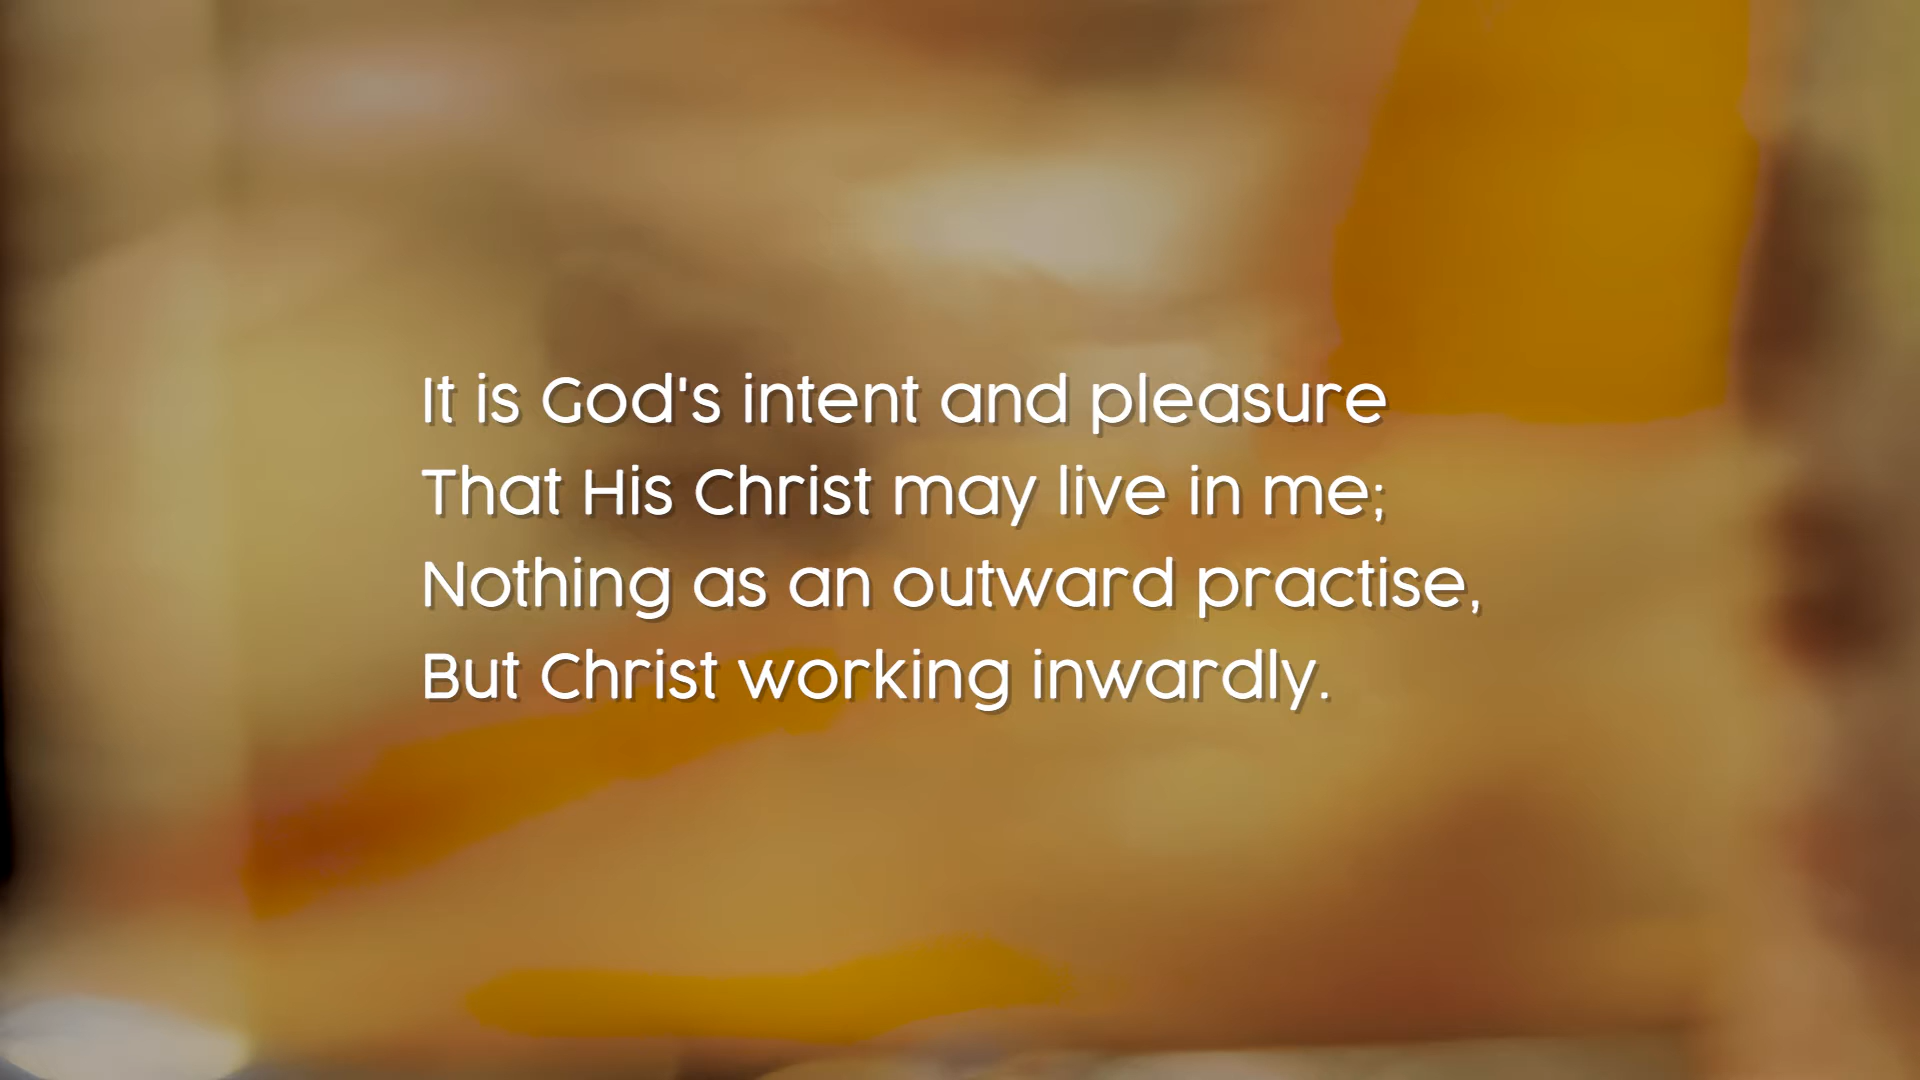 It is God's intent and pleasure
That His Christ may live in me;
Nothing as an outward practise,
But Christ working inwardly.